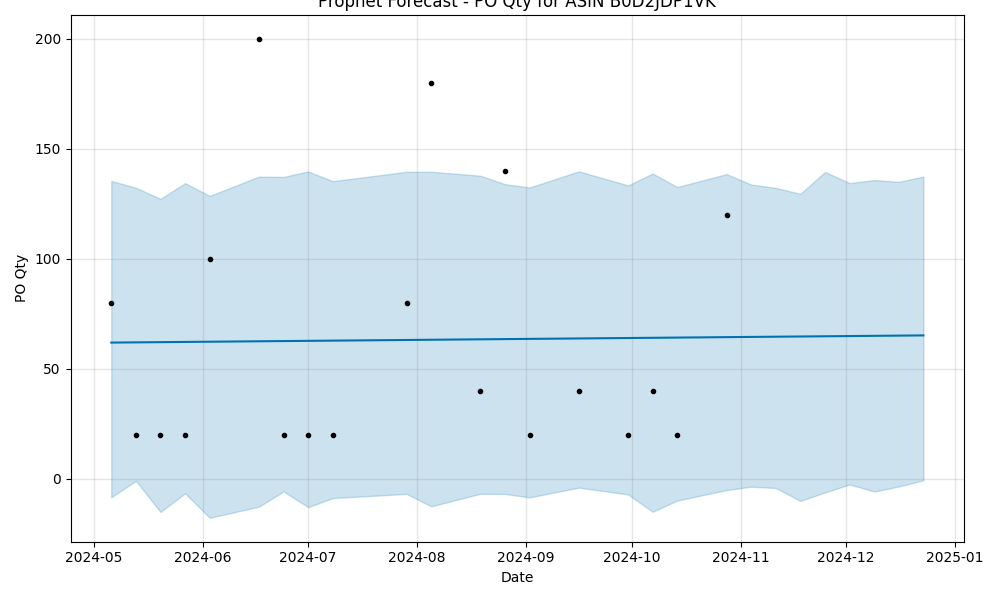 Prophet Forecast - PO Qty for ASIN B0D2JDP1VK
200
150
100
50
0
PO Qty
2024-05 2024-06 2024-07 2024-08 2024-09 2024-10 2024-11 2024-12 2025-01
Date